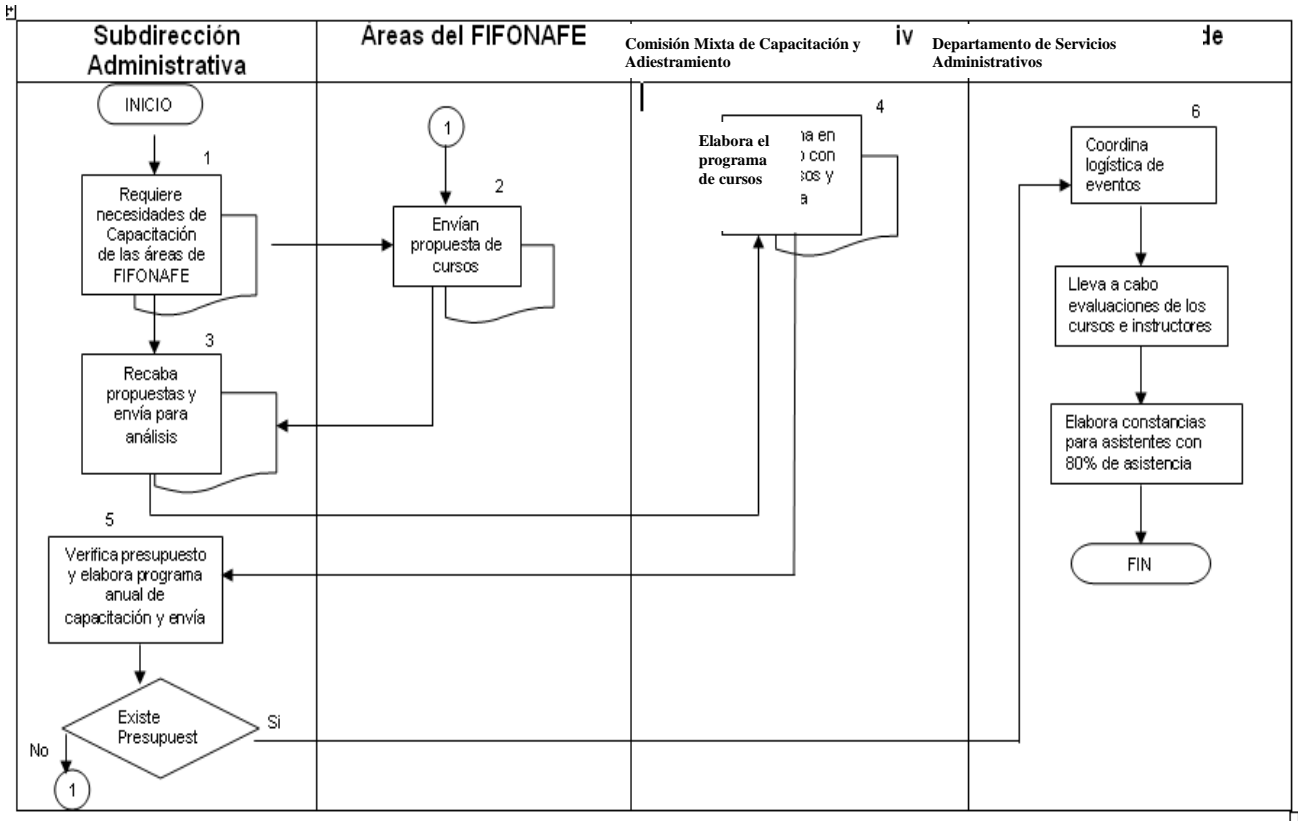 Subdirección
Administrativa
Áreas del FIFONAFE
Comisión Mixta de Capacitación y
Adiestramiento
iv
Departamento de Servicios
Administrativos
de
INICIO
1
Requiere
necesidades de
Capacitación
de las áreas de
FIFONAFE
1
2
Envían
propuesta de
cursos
3
Recaba
propuestas y
envía para
análisis
4
Elabora el
programa
de cursos
en
con
sos y
a
5
Verifica presupuesto
y elabora programa
anual de
capacitación y envía
Existe
Presupuest
Si
No
1
6
Coordina
logística de
eventos
Lleva a cabo
evaluaciones de los
cursos e instructores
Elabora constancias
para asistentes con
80% de asistencia
FIN